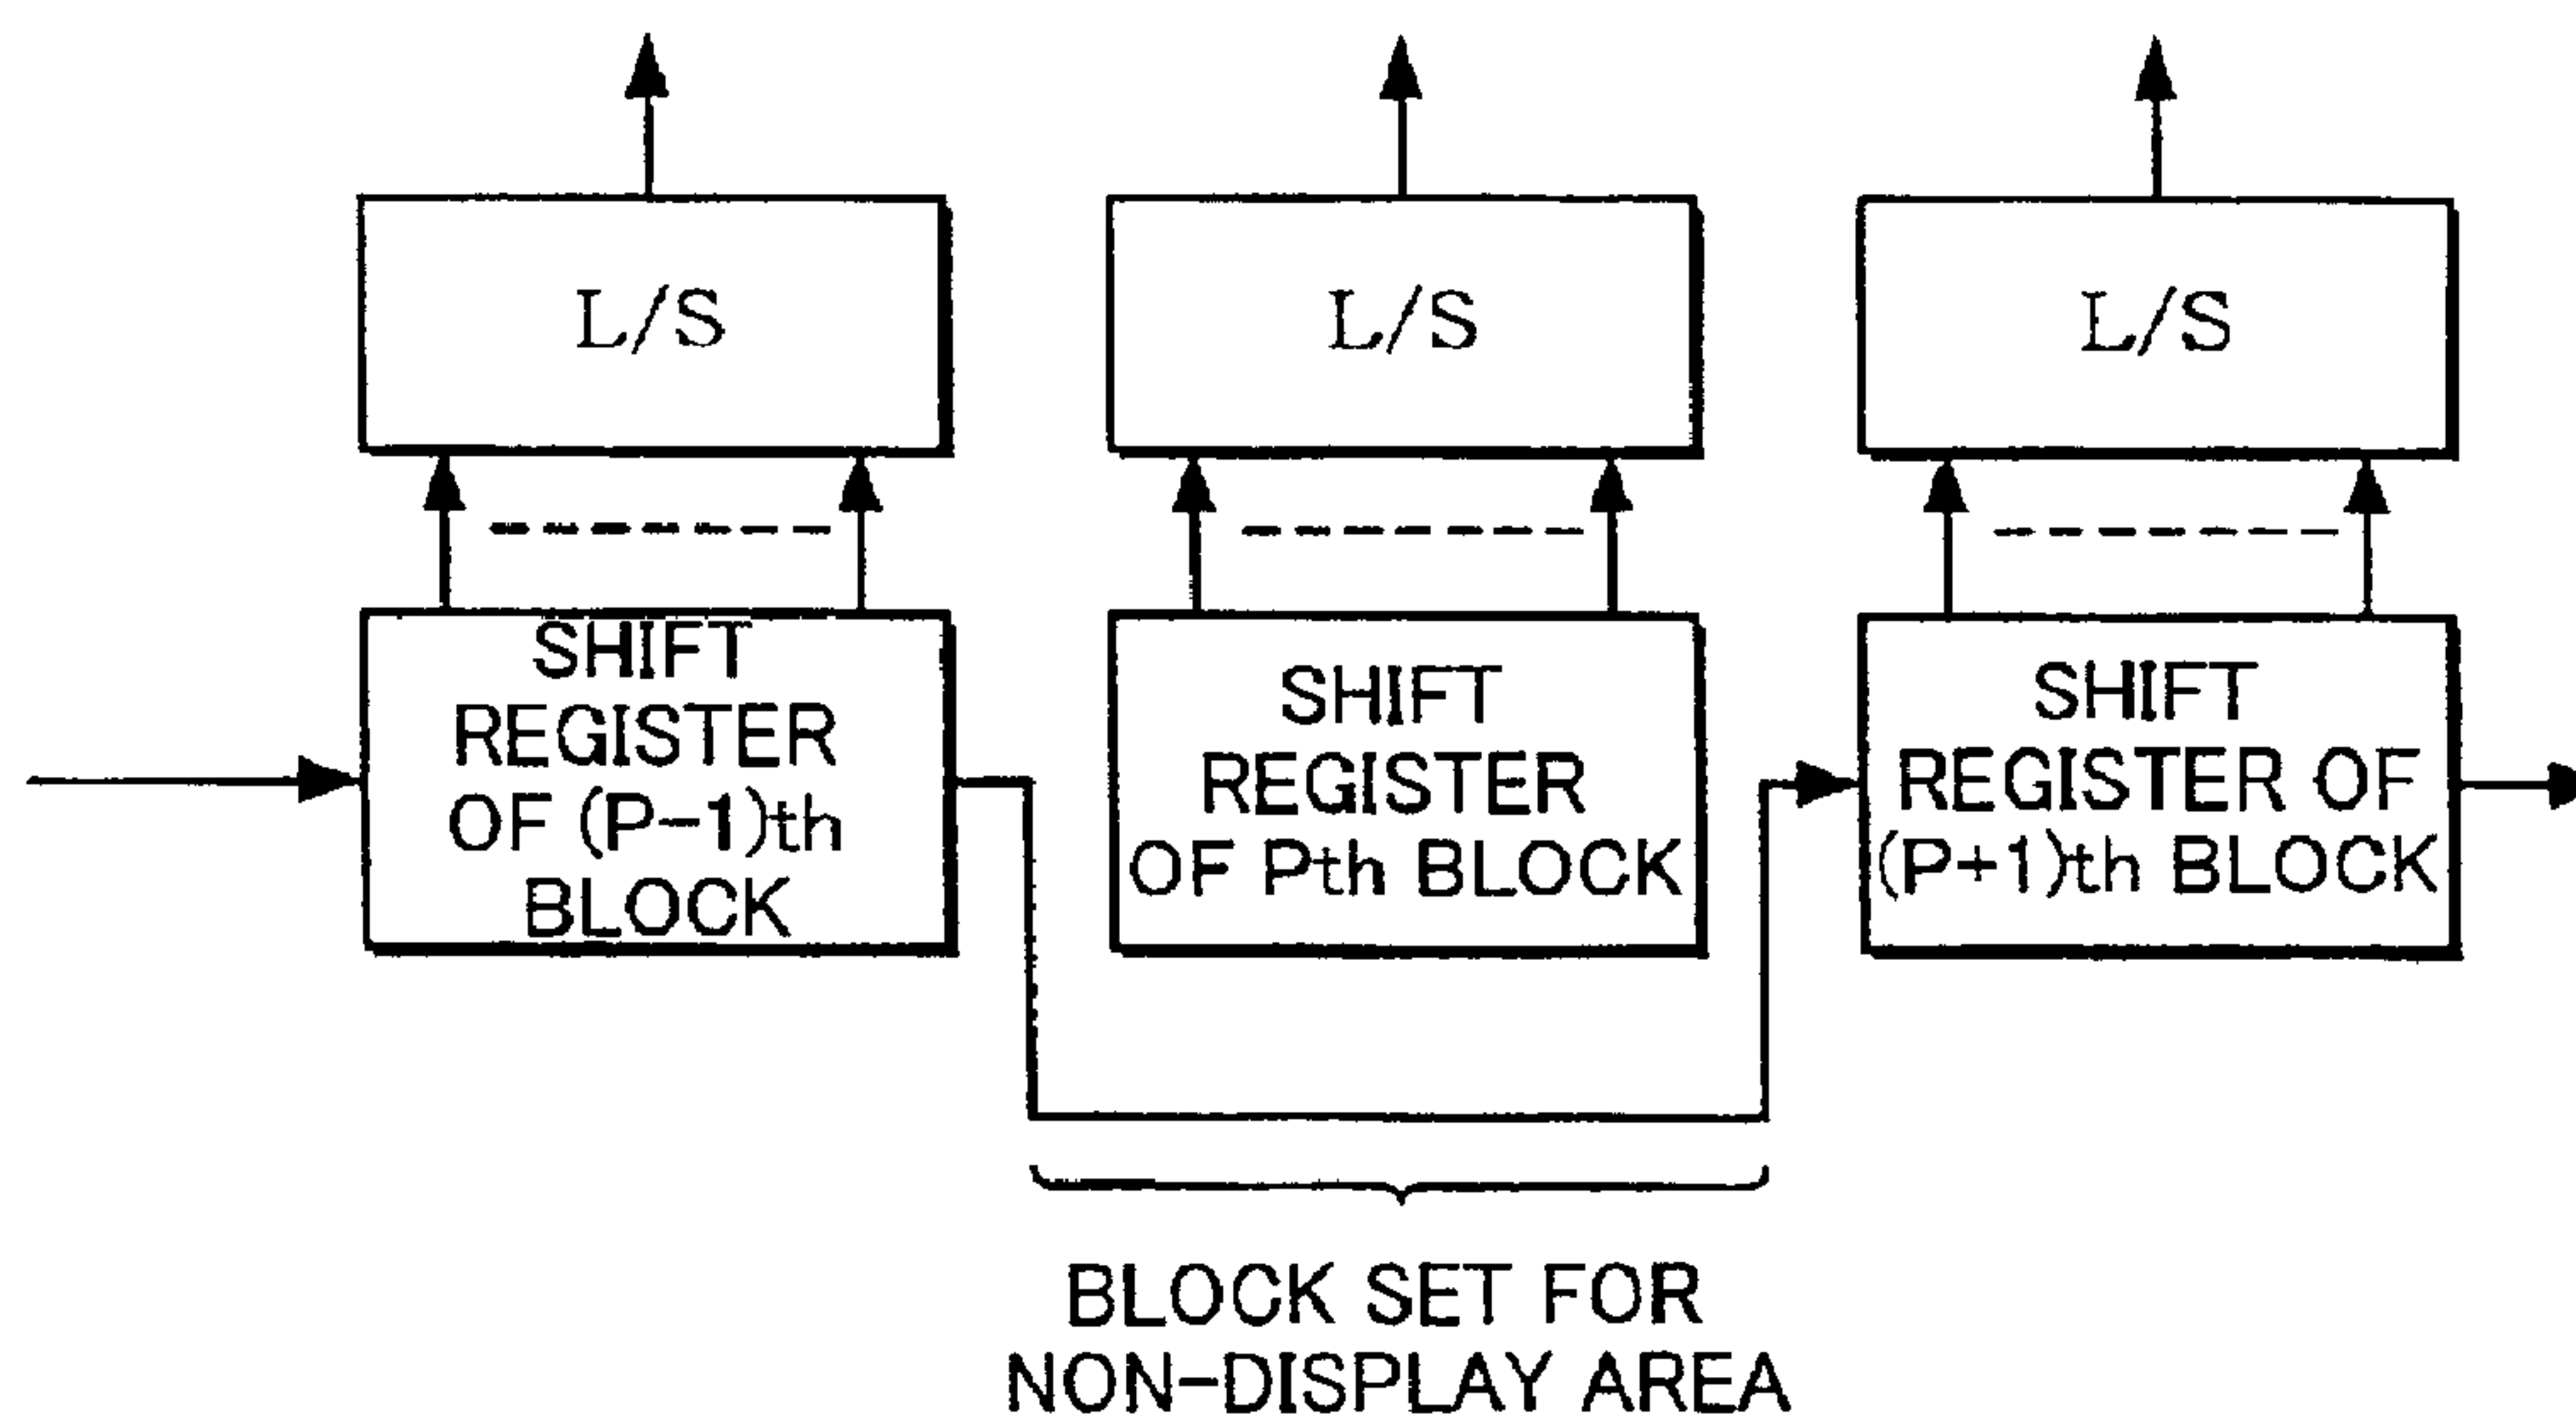 L/S
L/S
L/S
SHIFT
REGISTER
OF (P-1)th
BLOCK
SHIFT
REGISTER
OF Pth BLOCK
SHIFT
REGISTER OF
(P+1)th BLOCK
BLOCK SET FOR
NON-DISPLAY AREA